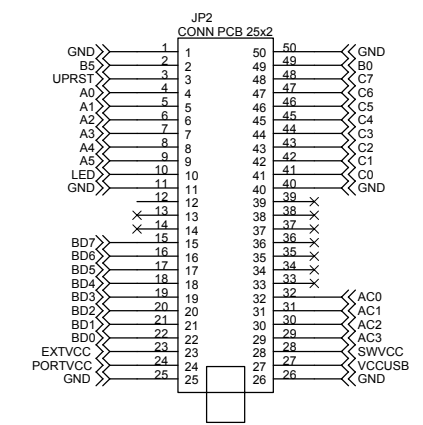 JP2
CONN PCB 25x2
GND 1 1 50 50 GND
B5 2 2 49 49 B0
UPRST 3 3 48 48 C7
A0 4 4 47 47 C6
A1 5 5 46 46 C5
A2 6 6 45 45 C4
A3 7 7 44 44 C3
A4 8 8 43 43 C2
A5 9 9 42 42 C1
LED 10 10 41 41 C0
GND 11 11 40 40 GND
12 12 39 39
13 13 38 38
14 14 37 37
BD7 15 15 36 36
BD6 16 16 35 35
BD5 17 17 34 34
BD4 18 18 33 33
BD3 19 19 32 32 AC0
BD2 20 20 31 31 AC1
BD1 21 21 30 30 AC2
BD0 22 22 29 29 AC3
EXTVCC 23 23 28 28 SWVCC
PORTVCC 24 24 27 27 VCCUSB
GND 25 25 26 26 GND